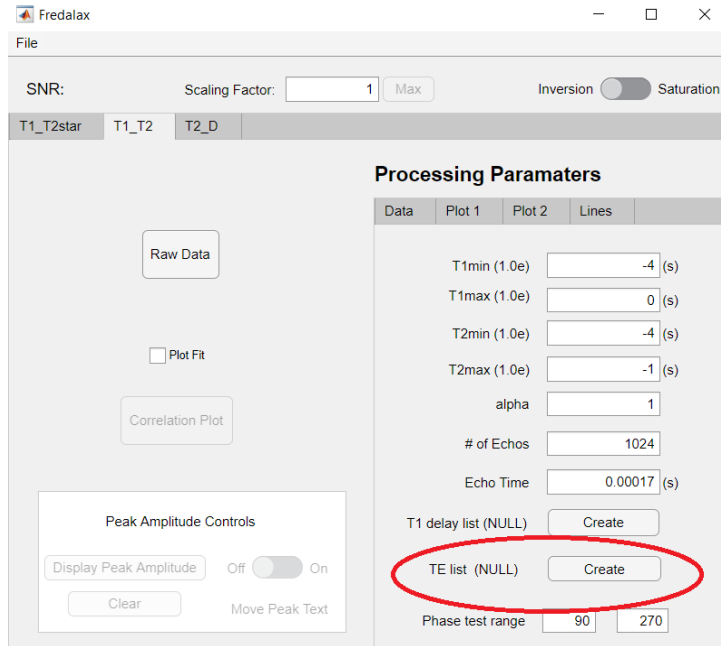 Fredalax
File
SNR: Scaling Factor: 1 Max Inversion Saturation
T1_T2star T1_T2 T2_D
Processing Paramaters
Data Plot 1 Plot 2 Lines
Raw Data
T1min (1.0e) -4 (s)
T1max (1.0e) 0 (s)
T2min (1.0e) -4 (s)
Plot Fit
T2max (1.0e) -1 (s)
alpha 1
Correlation Plot
# of Echos 1024
Echo Time 0.00017 (s)
Peak Amplitude Controls
T1 delay list (NULL) Create
Display Peak Amplitude Off On
TE list (NULL) Create
Clear Move Peak Text
Phase test range 90 270